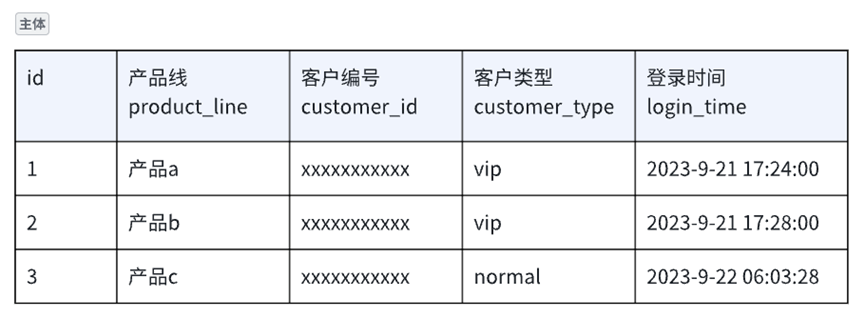 主体
id 产品线 客户编号 客户类型 登录时间
product_line customer_id customer_type login_time
1 产品a xxxxxxxxxxx vip 2023-9-21 17:24:00
2 产品b xxxxxxxxxxx vip 2023-9-21 17:28:00
3 产品c xxxxxxxxxxx normal 2023-9-22 06:03:28